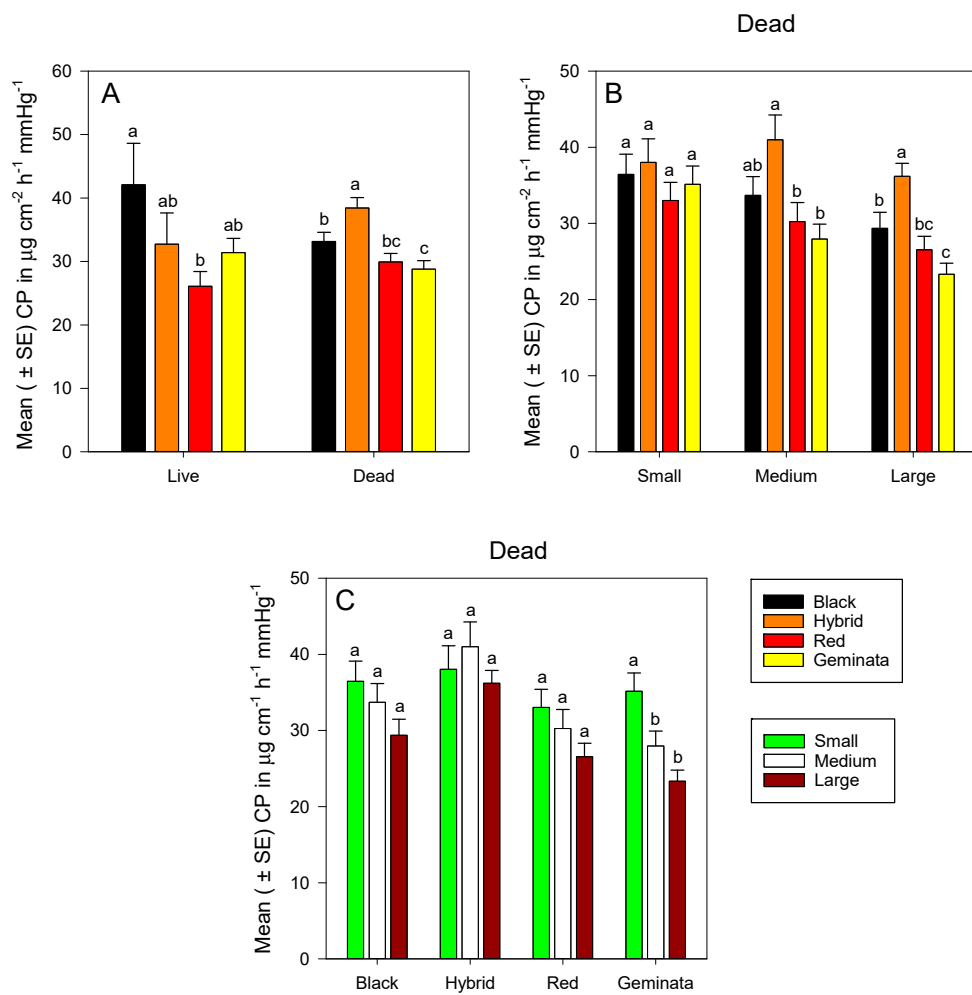 A
Mean ( ± SE) CP in µg cm-2 h-1 mmHg-1
60
50
40
30
20
10
0
a
ab
b
ab
b
a
bc
c
Live
Dead
Dead
B
Mean ( ± SE) CP in µg cm-2 h-1 mmHg-1
50
40
30
20
10
0
a
a
a
a
ab
a
b
b
b
a
bc
c
Small
Medium
Large
Dead
C
Mean ( ± SE) CP in µg cm-1 h-1 mmHg-1
50
40
30
20
10
0
a
a
a
a
a
a
a
a
a
a
b
b
Black
Hybrid
Red
Geminata
Black
Hybrid
Red
Geminata
Small
Medium
Large